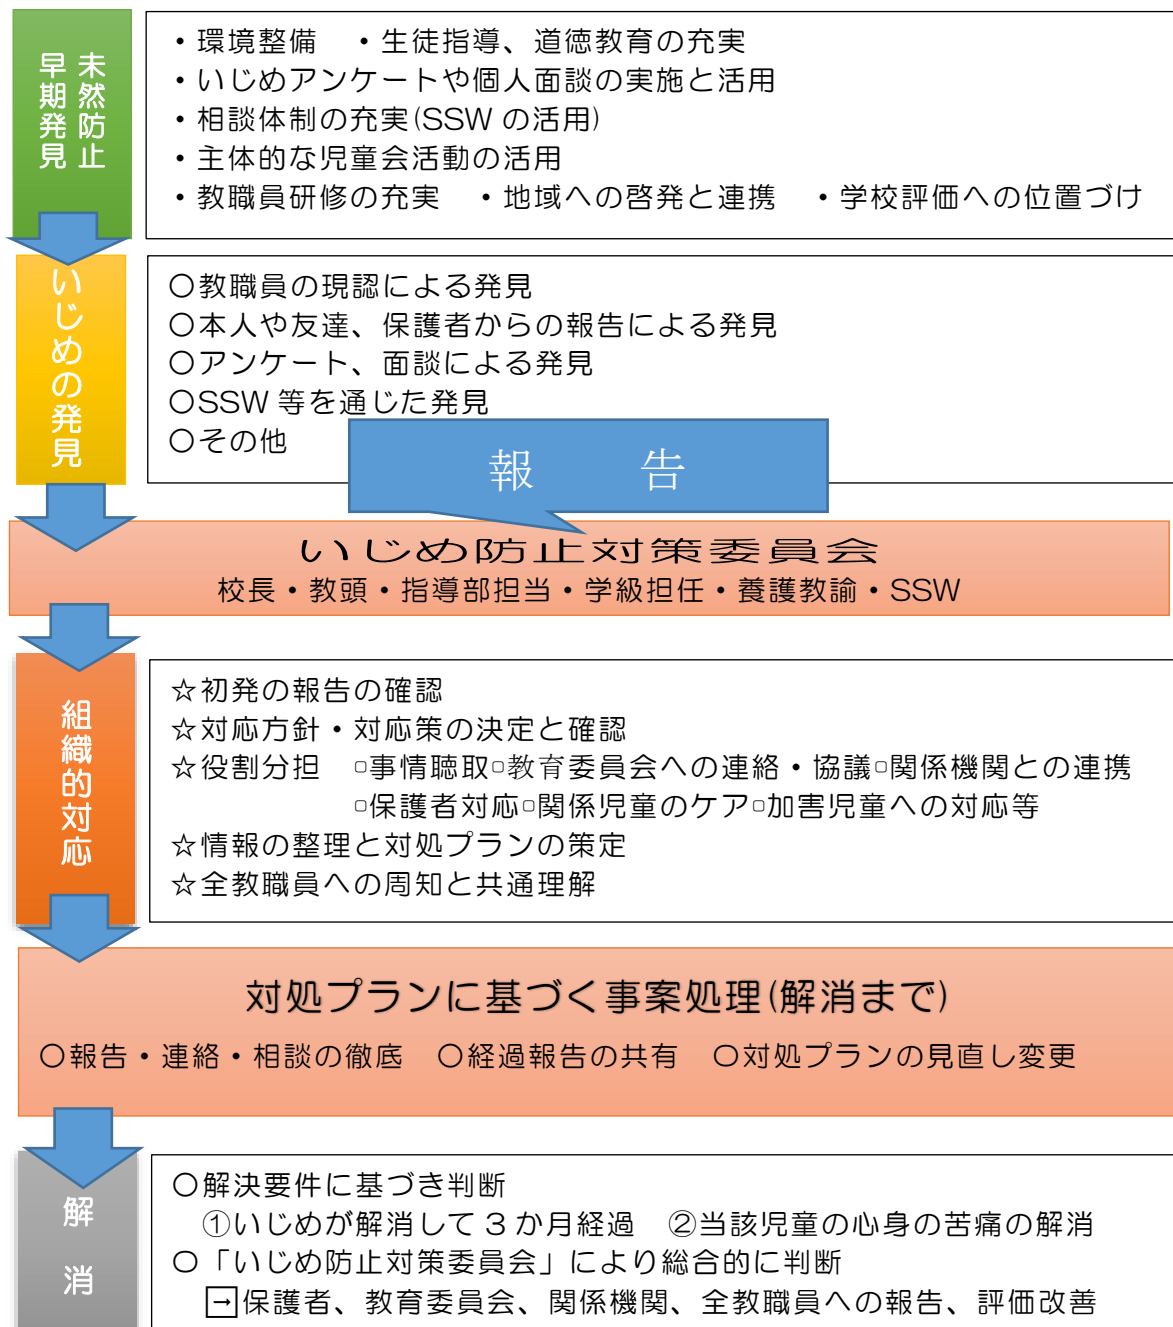 未然防止
早期発見
・環境整備　・生徒指導、道徳教育の充実
・いじめアンケートや個人面談の実施と活用
・相談体制の充実(SSW の活用)
・主体的な児童会活動の活用
・教職員研修の充実　・地域への啓発と連携　・学校評価への位置づけ
いじめの発見
〇教職員の現認による発見
〇本人や友達、保護者からの報告による発見
〇アンケート、面談による発見
〇SSW 等を通じた発見
〇その他
報　告
いじめ防止対策委員会
校長・教頭・指導部担当・学級担任・養護教諭・SSW
組織的対応
☆初発の報告の確認
☆対応方針・対応策の決定と確認
☆役割分担　▫事情聴取▫教育委員会への連絡・協議▫関係機関との連携
▫保護者対応▫関係児童のケア▫加害児童への対応等
☆情報の整理と対処プランの策定
☆全教職員への周知と共通理解
対処プランに基づく事案処理(解消まで)
〇報告・連絡・相談の徹底　〇経過報告の共有　〇対処プランの見直し変更
解消
〇解決要件に基づき判断
①いじめが解消して 3 か月経過　②当該児童の心身の苦痛の解消
〇「いじめ防止対策委員会」により総合的に判断
→保護者、教育委員会、関係機関、全教職員への報告、評価改善